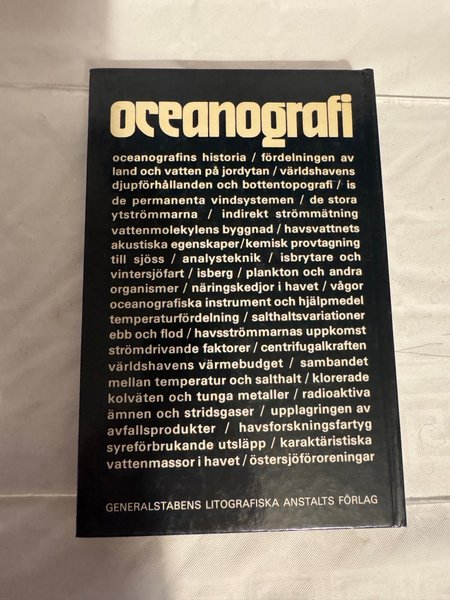 oceanografi
oceanografins historia / fördelningen av
land och vatten på jordytan / världshavens
djupförhållanden och bottentopografi / is
de permanenta vindsystemen / de stora
ytströmmarna / indirekt strömmätning
vattenmolekylens byggnad / havsvattnets
akustiska egenskaper/kemisk provtagning
till sjöss / analysteknik / isbrytare och
vintersjöfart / isberg / plankton och andra
organismer / näringskedjor i havet / vågor
oceanografiska instrument och hjälpmedel
temperaturfördelning / salthaltsvariationer
ebb och flod / havsströmmarnas uppkomst
strömdrivande faktorer / centrifugalkraften
världshavens värmebudget / sambandet
mellan temperatur och salthalt / klorerade
kolväten och tunga metaller / radioaktiva
ämnen och stridsgaser / upplagringen av
avfallsprodukter / havsforskningsfartyg
syreförbrukande utsläpp / karaktäristiska
vattenmassor i havet / östersjöföroreningar
GENERALSTABENS LITOGRAFISKA ANSTALTS FÖRLAG